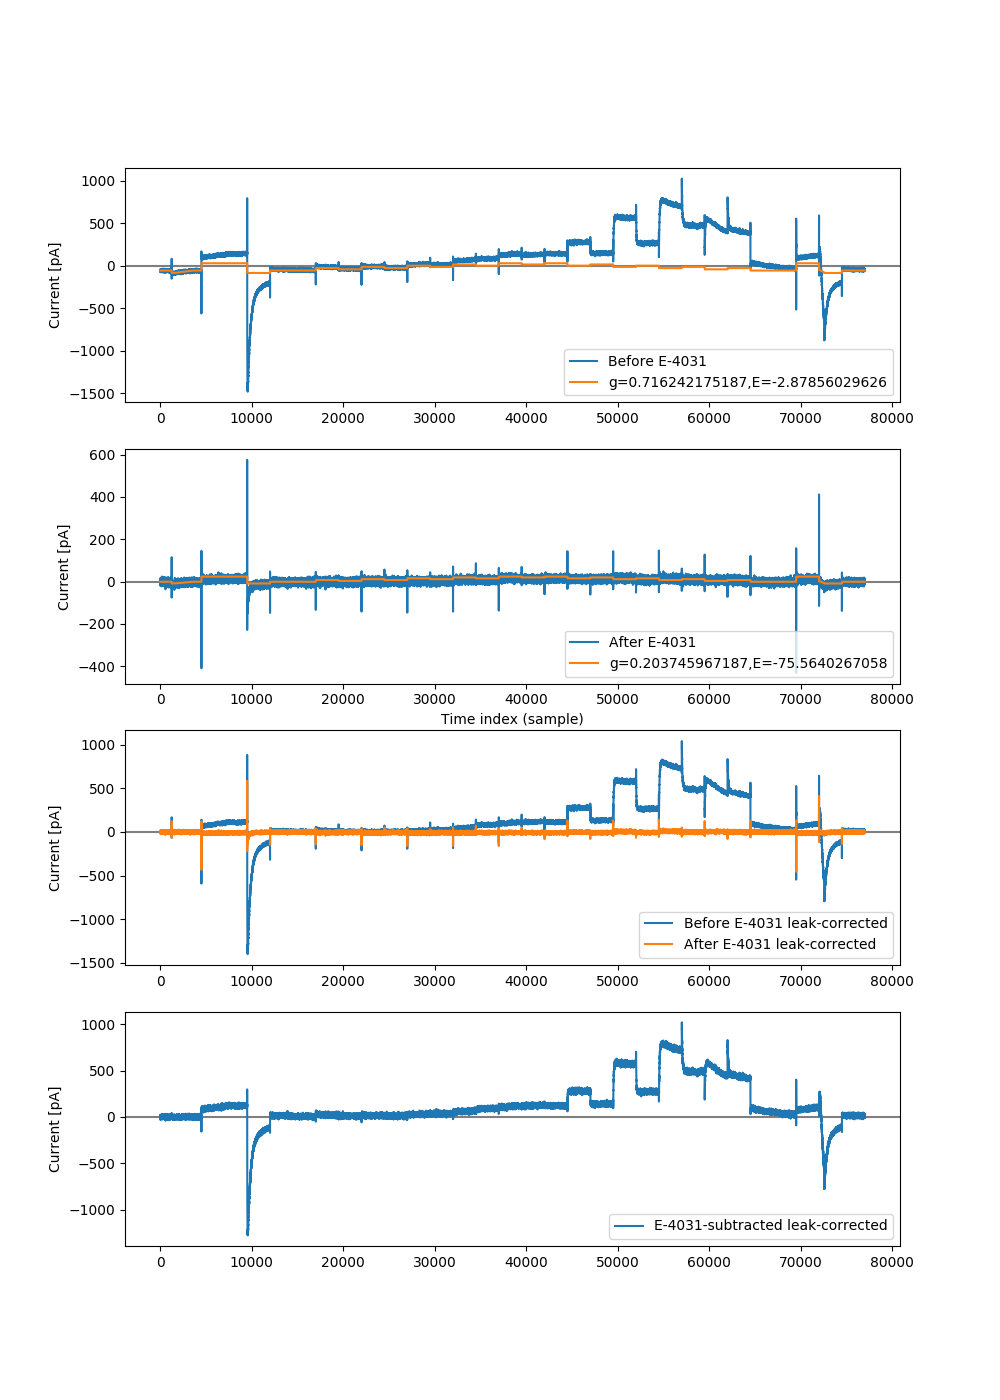 1000
500
0
−500
−1000
−1500
Current [pA]
Before E-4031
g=0.716242175187,E=-2.87856029626
0 10000 20000 30000 40000 50000 60000 70000 80000
600
400
200
0
−200
−400
Current [pA]
After E-4031
g=0.203745967187,E=-75.5640267058
0 10000 20000 30000 40000 50000 60000 70000 80000
Time index (sample)
1000
500
0
−500
−1000
−1500
Current [pA]
Before E-4031 leak-corrected
After E-4031 leak-corrected
0 10000 20000 30000 40000 50000 60000 70000 80000
1000
500
0
−500
−1000
Current [pA]
E-4031-subtracted leak-corrected
0 10000 20000 30000 40000 50000 60000 70000 80000